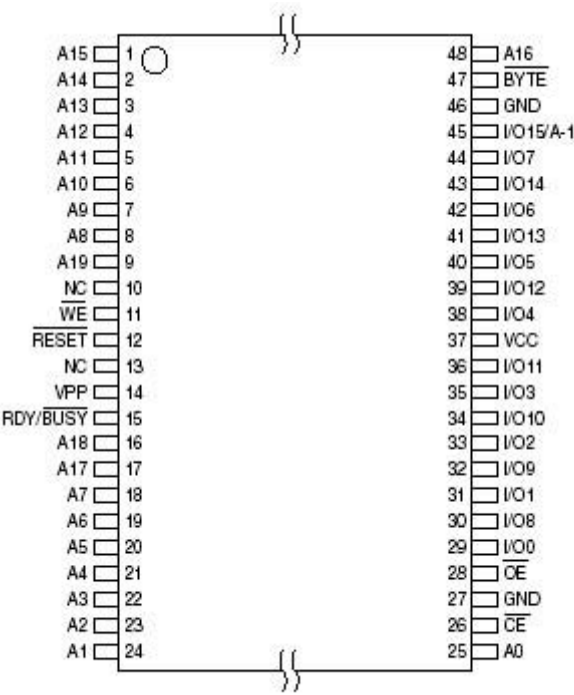 A15 1 48 A16
A14 2 47 BYTE
A13 3 46 GND
A12 4 45 I/O15/A-1
A11 5 44 I/O7
A10 6 43 I/O14
A9 7 42 I/O6
A8 8 41 I/O13
A19 9 40 I/O5
NC 10 39 I/O12
WE 11 38 I/O4
RESET 12 37 VCC
NC 13 36 I/O11
VPP 14 35 I/O3
RDY/BUSY 15 34 I/O10
A18 16 33 I/O2
A17 17 32 I/O9
A7 18 31 I/O1
A6 19 30 I/O8
A5 20 29 I/O0
A4 21 28 OE
A3 22 27 GND
A2 23 26 CE
A1 24 25 A0